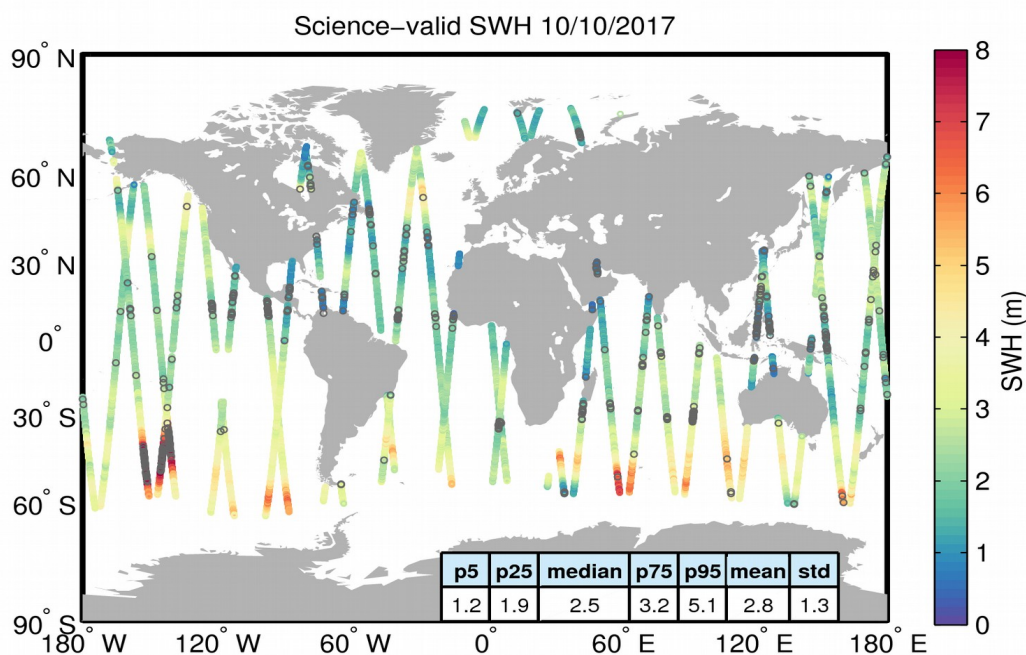 Science−valid SWH 10/10/2017
90° N
60° N
30° N
0°
30° S
60° S
90° S
180° W
120° W
60° W
0°
60° E
120° E
180° E
p5 p25 median p75 p95 mean std
1.2 1.9 2.5 3.2 5.1 2.8 1.3
8
7
6
5
4
3
2
1
0
SWH (m)